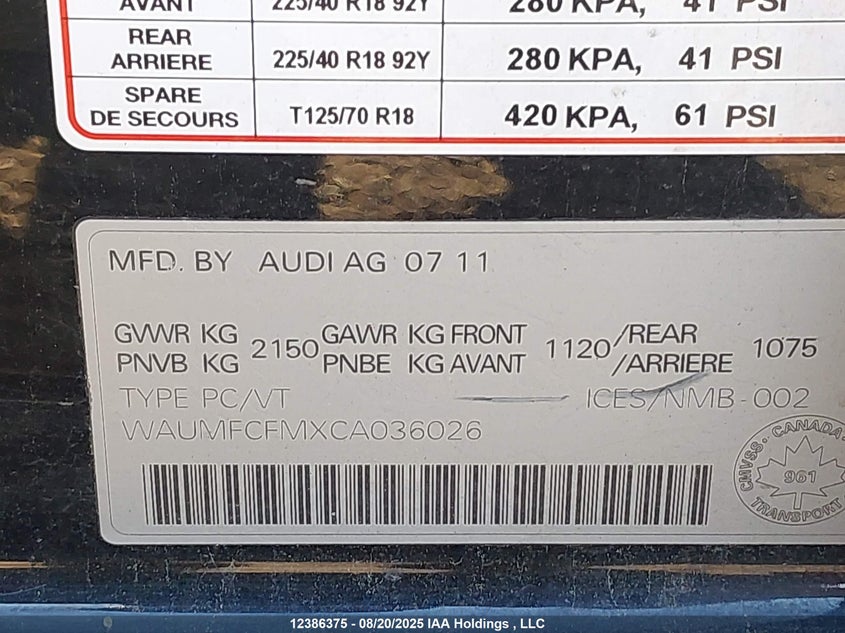 AVANT 225/40 R18 92Y 280 KPA, 41 PSI
REAR
ARRIERE 225/40 R18 92Y 280 KPA, 41 PSI
SPARE
DE SECOURS T125/70 R18 420 KPA, 61 PSI
MFD. BY AUDI AG 07 11
GVWR KG 2150 GAWR KG FRONT 1120 /REAR 1075
PNVB KG PNBE KG AVANT /ARRIERE
TYPE PC/VT ICES/NMB-002
WAUMFCFMXCA036026
CMVSS · CANADA ·
961
TRANSPORT
12386375 - 08/20/2025 IAA Holdings , LLC